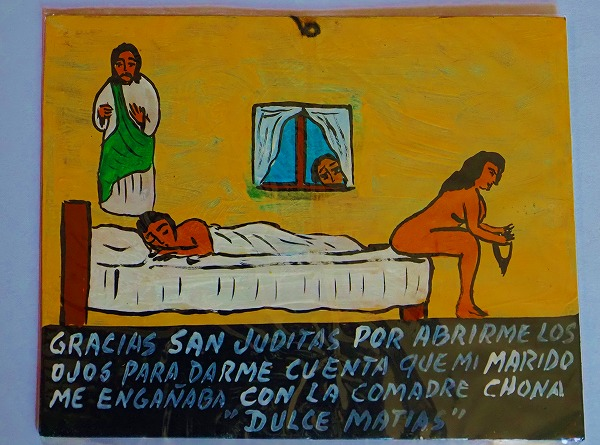 GRACIAS SAN JUDITAS POR ABRIRME LOS
OJOS PARA DARME CUENTA QUE MI MARIDO
ME ENGAÑABA CON LA COMADRE CHONA
"DULCE MATIAS"